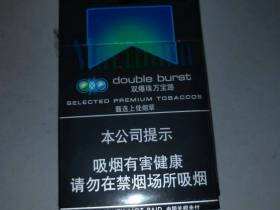 double burst
双爆珠万宝路
SELECTED PREMIUM TOBACCOS
甄选上佳烟草
本公司提示
吸烟有害健康
请勿在禁烟场所吸烟